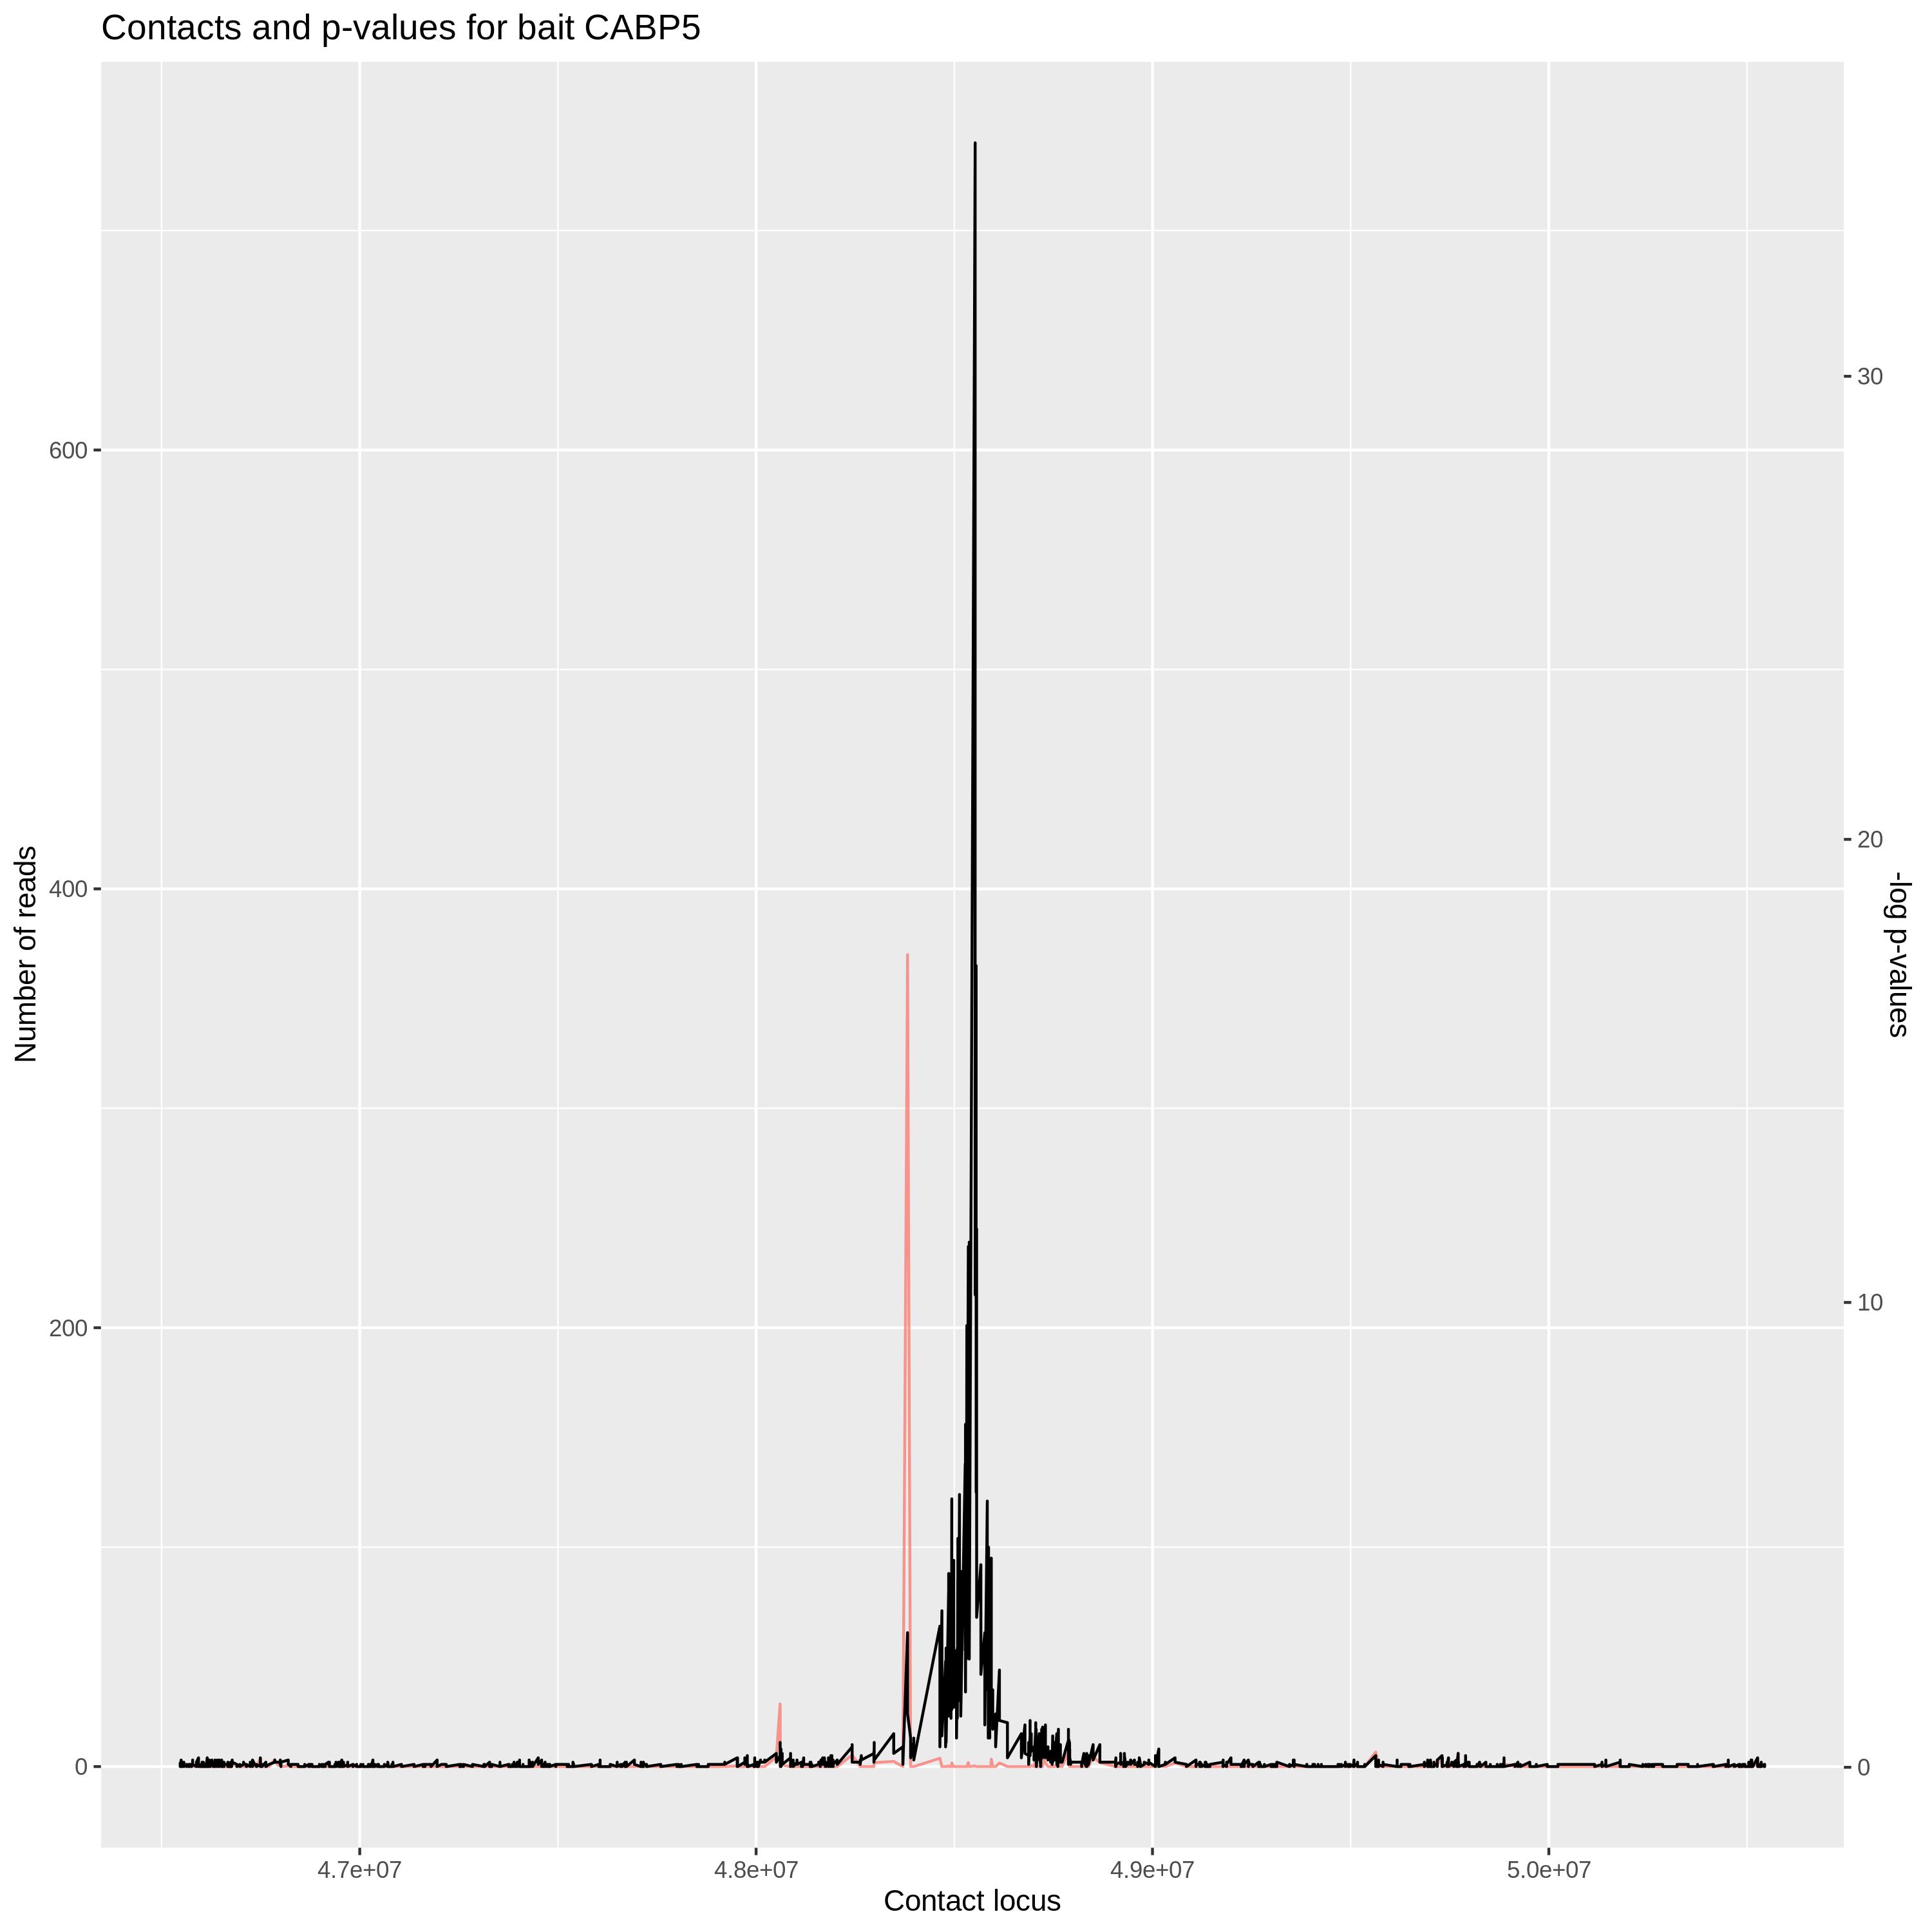 Contacts and p-values for bait CABP5
Number of reads
600
400
200
0
30
20
10
0
-log p-values
4.7e+07
4.8e+07
4.9e+07
5.0e+07
Contact locus